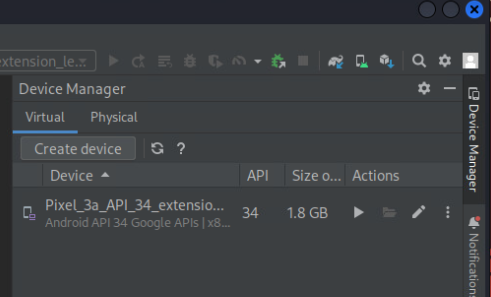 extension_le...
Device Manager
Virtual Physical
Create device ?
Device API Size o... Actions
Pixel_3a_API_34_extensio... 34 1.8 GB
Android API 34 Google APIs | x8...
Device Manager
Notifications